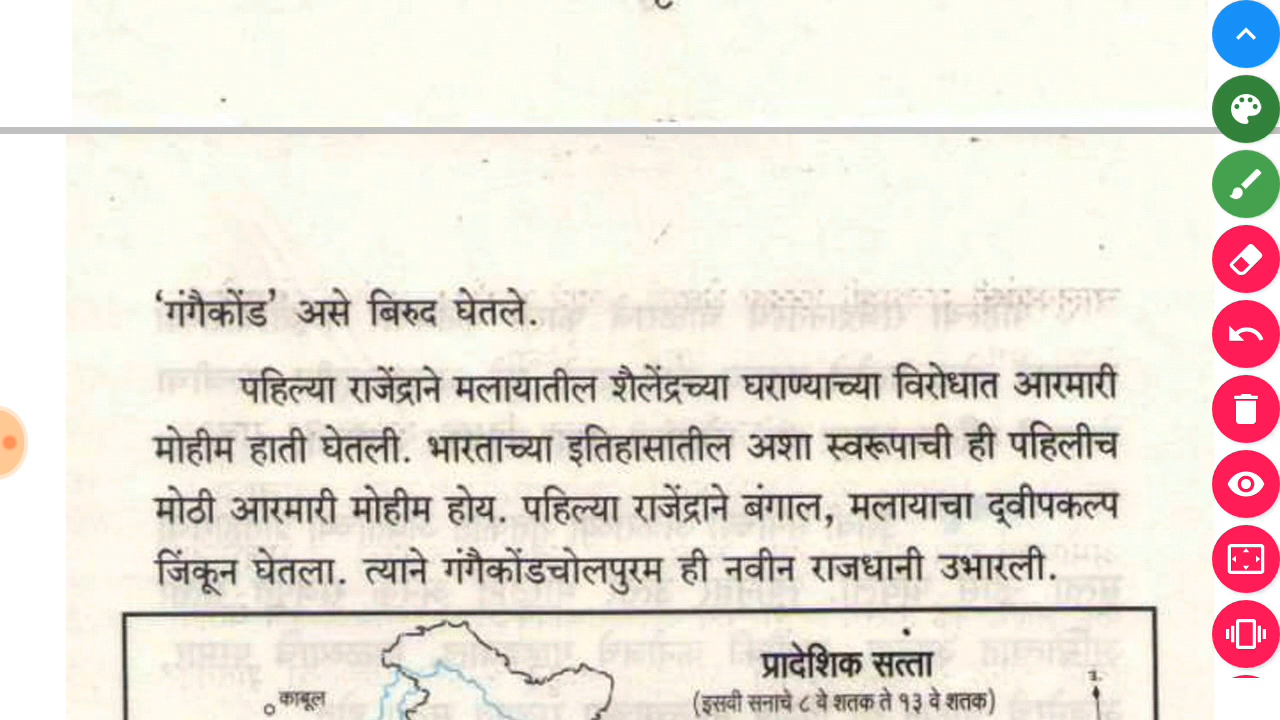 ‘गंगैकोंड’ असे बिरुद घेतले.
पहिल्या राजेंद्राने मलायातील शैलेंद्रच्या घराण्याच्या विरोधात आरमारी
मोहीम हाती घेतली. भारताच्या इतिहासातील अशा स्वरूपाची ही पहिलीच
मोठी आरमारी मोहीम होय. पहिल्या राजेंद्राने बंगाल, मलायाचा द्वीपकल्प
जिंकून घेतला. त्याने गंगैकोंडचोलपुरम ही नवीन राजधानी उभारली.
प्रादेशिक सत्ता
(इसवी सनाचे ८ वे शतक ते १३ वे शतक)
काबूल